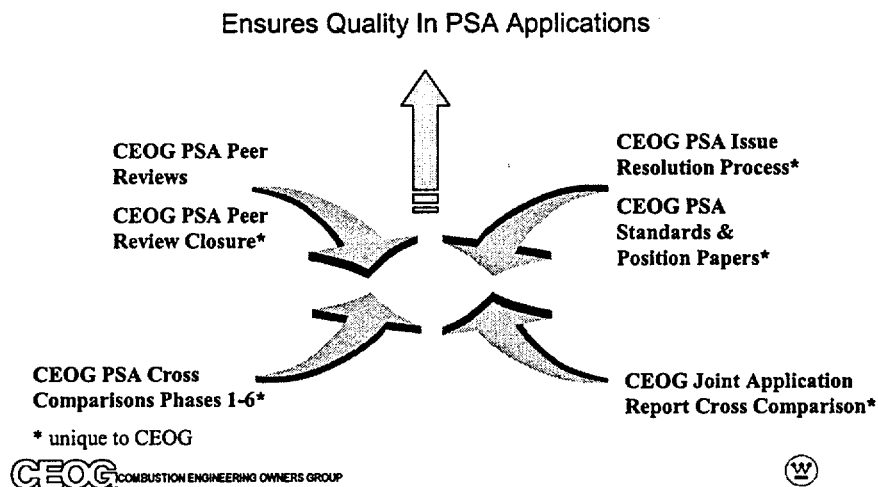 Ensures Quality In PSA Applications
CEOG PSA Peer
Reviews
CEOG PSA Peer
Review Closure*
CEOG PSA Issue
Resolution Process*
CEOG PSA
Standards &
Position Papers*
CEOG PSA Cross
Comparisons Phases 1-6*
CEOG Joint Application
Report Cross Comparison*
* unique to CEOG
CEOG COMBUSTION ENGINEERING OWNERS GROUP
W